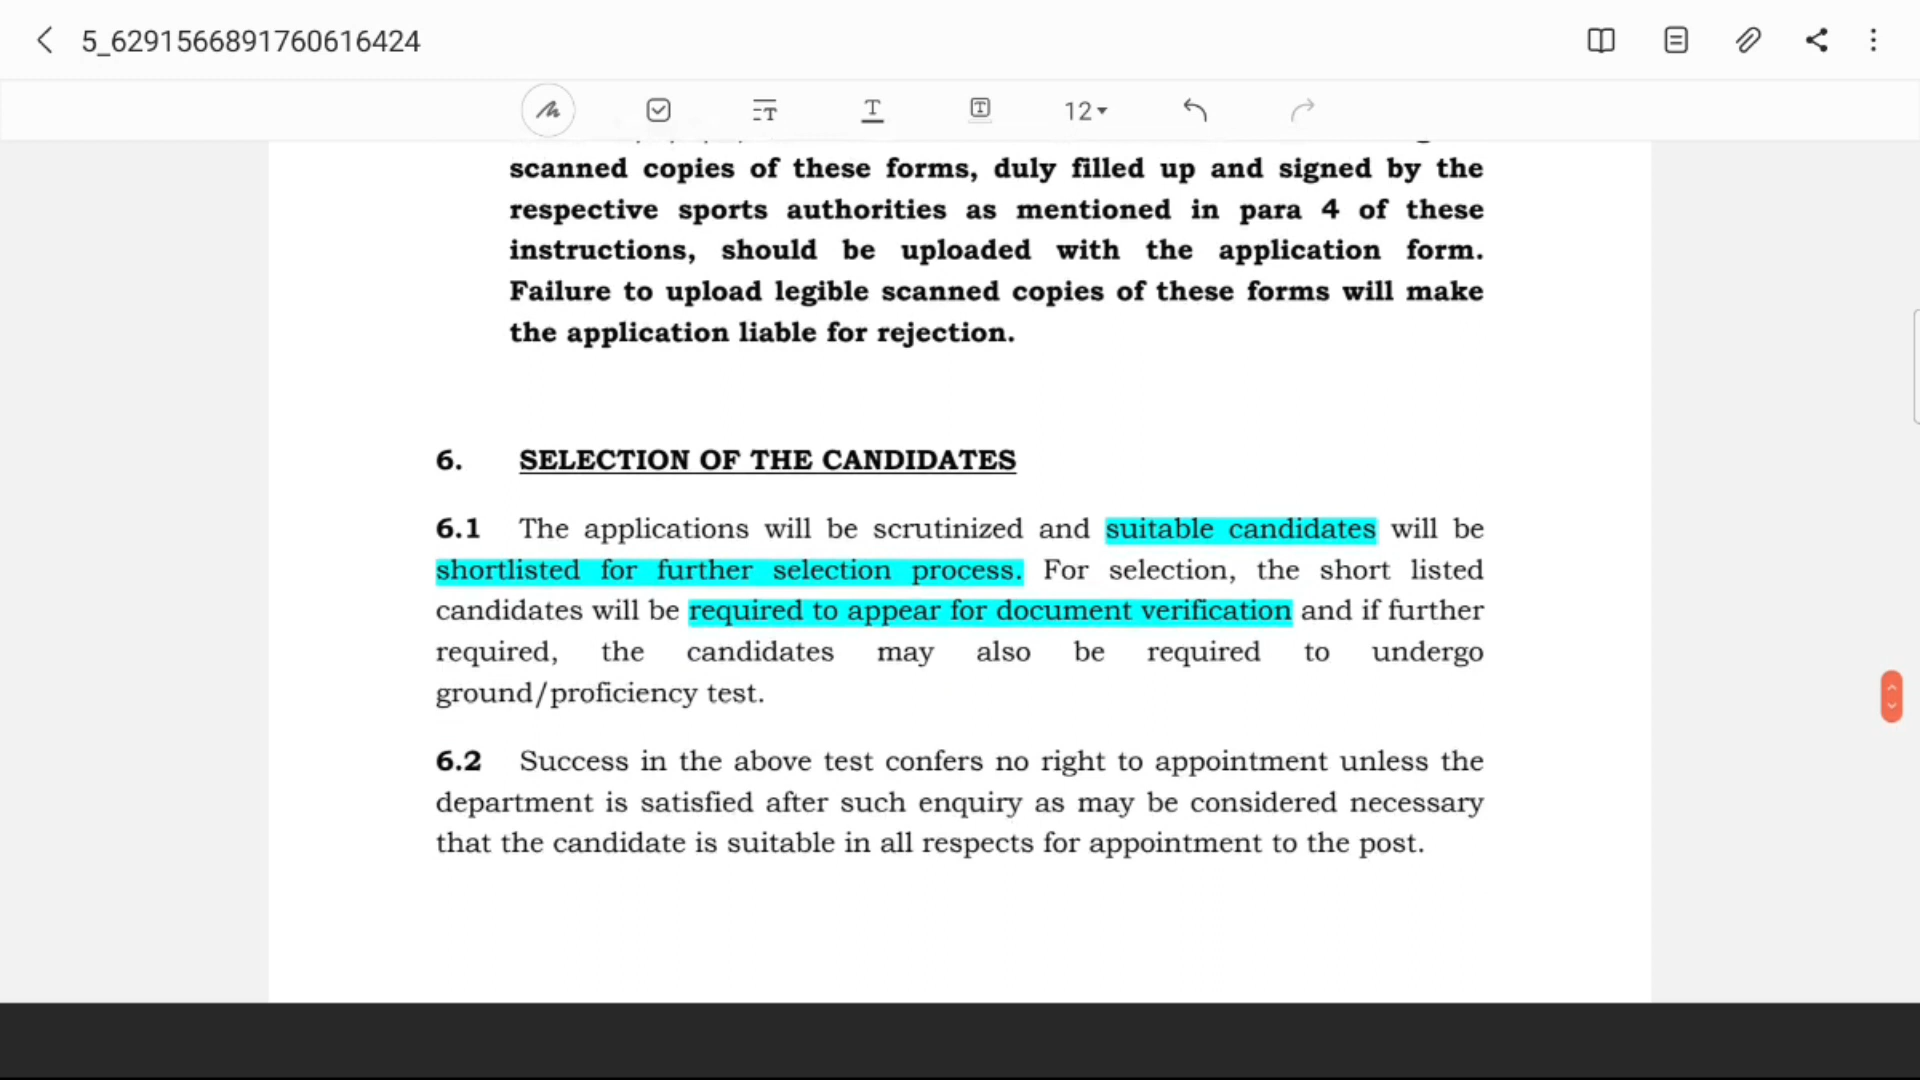 5_6291566891760616424
12
scanned copies of these forms, duly filled up and signed by the
respective sports authorities as mentioned in para 4 of these
instructions, should be uploaded with the application form.
Failure to upload legible scanned copies of these forms will make
the application liable for rejection.
6. SELECTION OF THE CANDIDATES
6.1 The applications will be scrutinized and suitable candidates will be
shortlisted for further selection process. For selection, the short listed
candidates will be required to appear for document verification and if further
required, the candidates may also be required to undergo
ground/proficiency test.
6.2 Success in the above test confers no right to appointment unless the
department is satisfied after such enquiry as may be considered necessary
that the candidate is suitable in all respects for appointment to the post.